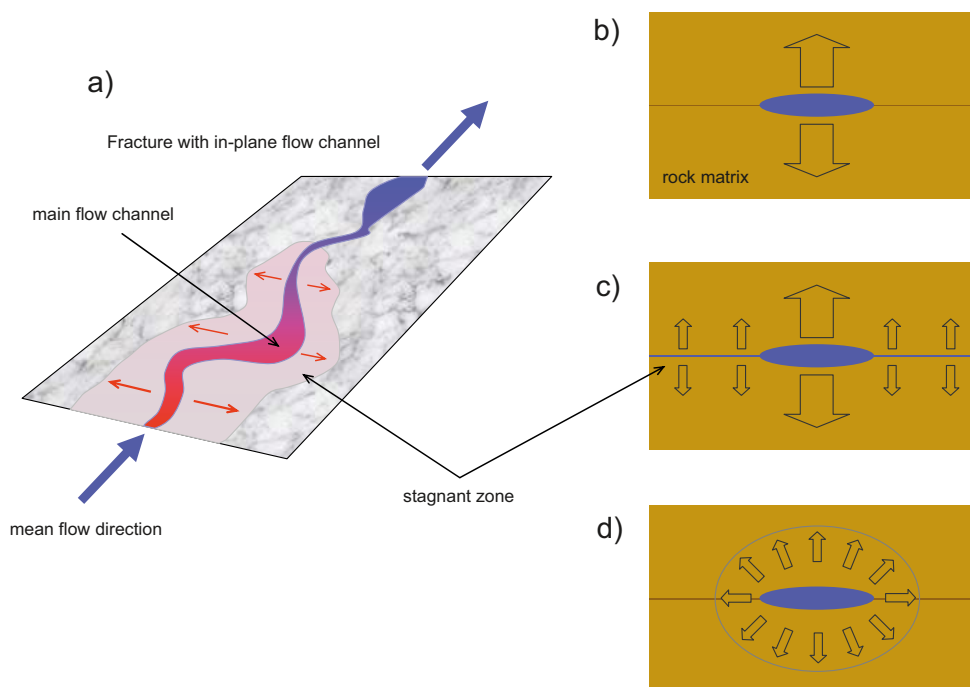 a)
Fracture with in-plane flow channel
main flow channel
stagnant zone
mean flow direction
b)
rock matrix
c)
d)